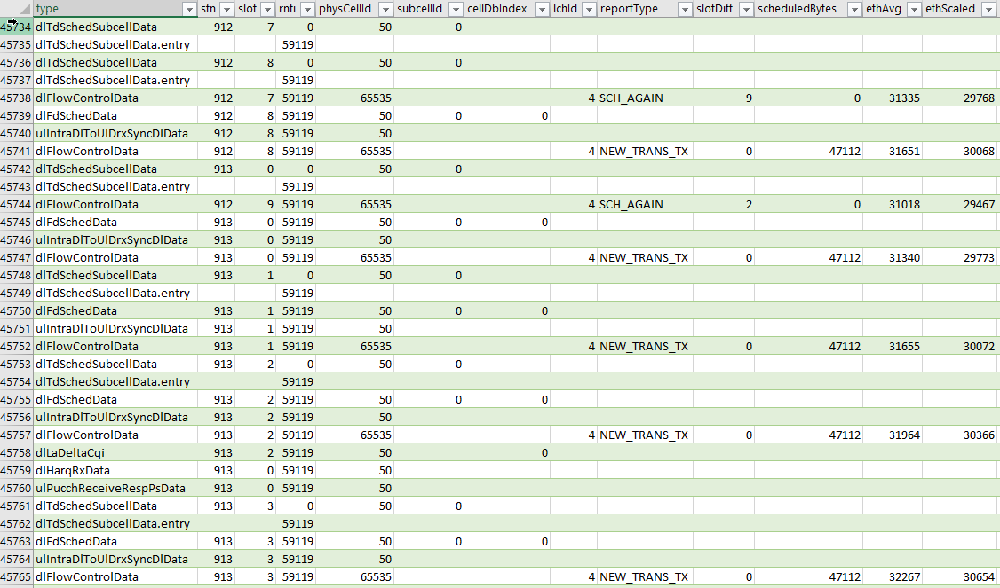 type sfn slot rnti physCellId subcellId cellDbIndex lchId reportType slotDiff scheduledBytes ethAvg ethScaled
45734 dlTdSchedSubcellData 912 7 0 50 0
45735 dlTdSchedSubcellData.entry 59119
45736 dlTdSchedSubcellData 912 8 0 50 0
45737 dlTdSchedSubcellData.entry 59119
45738 dlFlowControlData 912 7 59119 65535 4 SCH_AGAIN 9 0 31335 29768
45739 dlFdSchedData 912 8 59119 50 0 0
45740 ulIntraDlToUlDrxSyncDlData 912 8 59119 50
45741 dlFlowControlData 912 8 59119 65535 4 NEW_TRANS_TX 0 47112 31651 30068
45742 dlTdSchedSubcellData 913 0 0 50 0
45743 dlTdSchedSubcellData.entry 59119
45744 dlFlowControlData 912 9 59119 65535 4 SCH_AGAIN 2 0 31018 29467
45745 dlFdSchedData 913 0 59119 50 0 0
45746 ulIntraDlToUlDrxSyncDlData 913 0 59119 50
45747 dlFlowControlData 913 0 59119 65535 4 NEW_TRANS_TX 0 47112 31340 29773
45748 dlTdSchedSubcellData 913 1 0 50 0
45749 dlTdSchedSubcellData.entry 59119
45750 dlFdSchedData 913 1 59119 50 0 0
45751 ulIntraDlToUlDrxSyncDlData 913 1 59119 50
45752 dlFlowControlData 913 1 59119 65535 4 NEW_TRANS_TX 0 47112 31655 30072
45753 dlTdSchedSubcellData 913 2 0 50 0
45754 dlTdSchedSubcellData.entry 59119
45755 dlFdSchedData 913 2 59119 50 0 0
45756 ulIntraDlToUlDrxSyncDlData 913 2 59119 50
45757 dlFlowControlData 913 2 59119 65535 4 NEW_TRANS_TX 0 47112 31964 30366
45758 dlLaDeltaCqi 913 2 59119 50 0
45759 dlHarqRxData 913 0 59119 50
45760 ulPucchReceiveRespPsData 913 0 59119 50
45761 dlTdSchedSubcellData 913 3 0 50 0
45762 dlTdSchedSubcellData.entry 59119
45763 dlFdSchedData 913 3 59119 50 0 0
45764 ulIntraDlToUlDrxSyncDlData 913 3 59119 50
45765 dlFlowControlData 913 3 59119 65535 4 NEW_TRANS_TX 0 47112 32267 30654